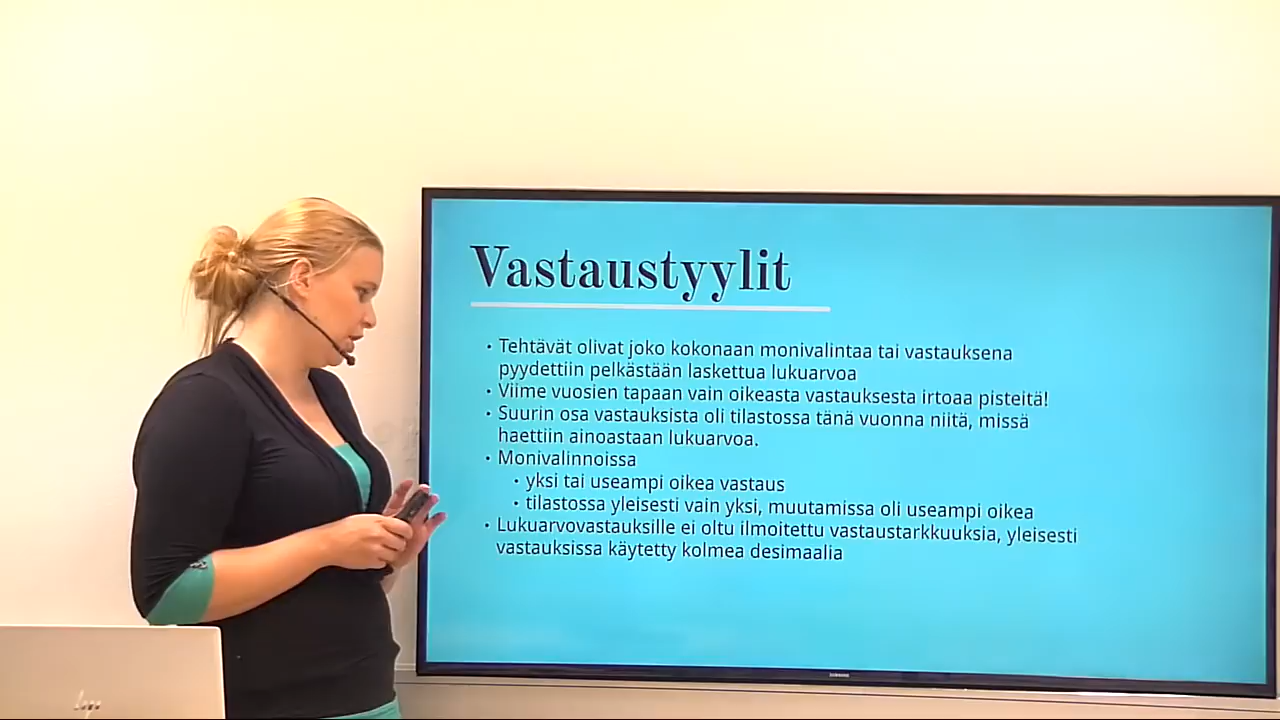 Vastaustyylit
• Tehtävät olivat joko kokonaan monivalintaa tai vastauksena
pyydettiin pelkästään laskettua lukuarvoa
• Viime vuosien tapaan vain oikeasta vastauksesta irtoaa pisteitä!
• Suurin osa vastauksista oli tilastossa tänä vuonna niitä, missä
haettiin ainoastaan lukuarvoa.
• Monivalinnoissa
• yksi tai useampi oikea vastaus
• tilastossa yleisesti vain yksi, muutamissa oli useampi oikea
• Lukuarvovastauksille ei oltu ilmoitettu vastaustarkkuuksia, yleisesti
vastauksissa käytetty kolmea desimaalia
SAMSUNG
hp